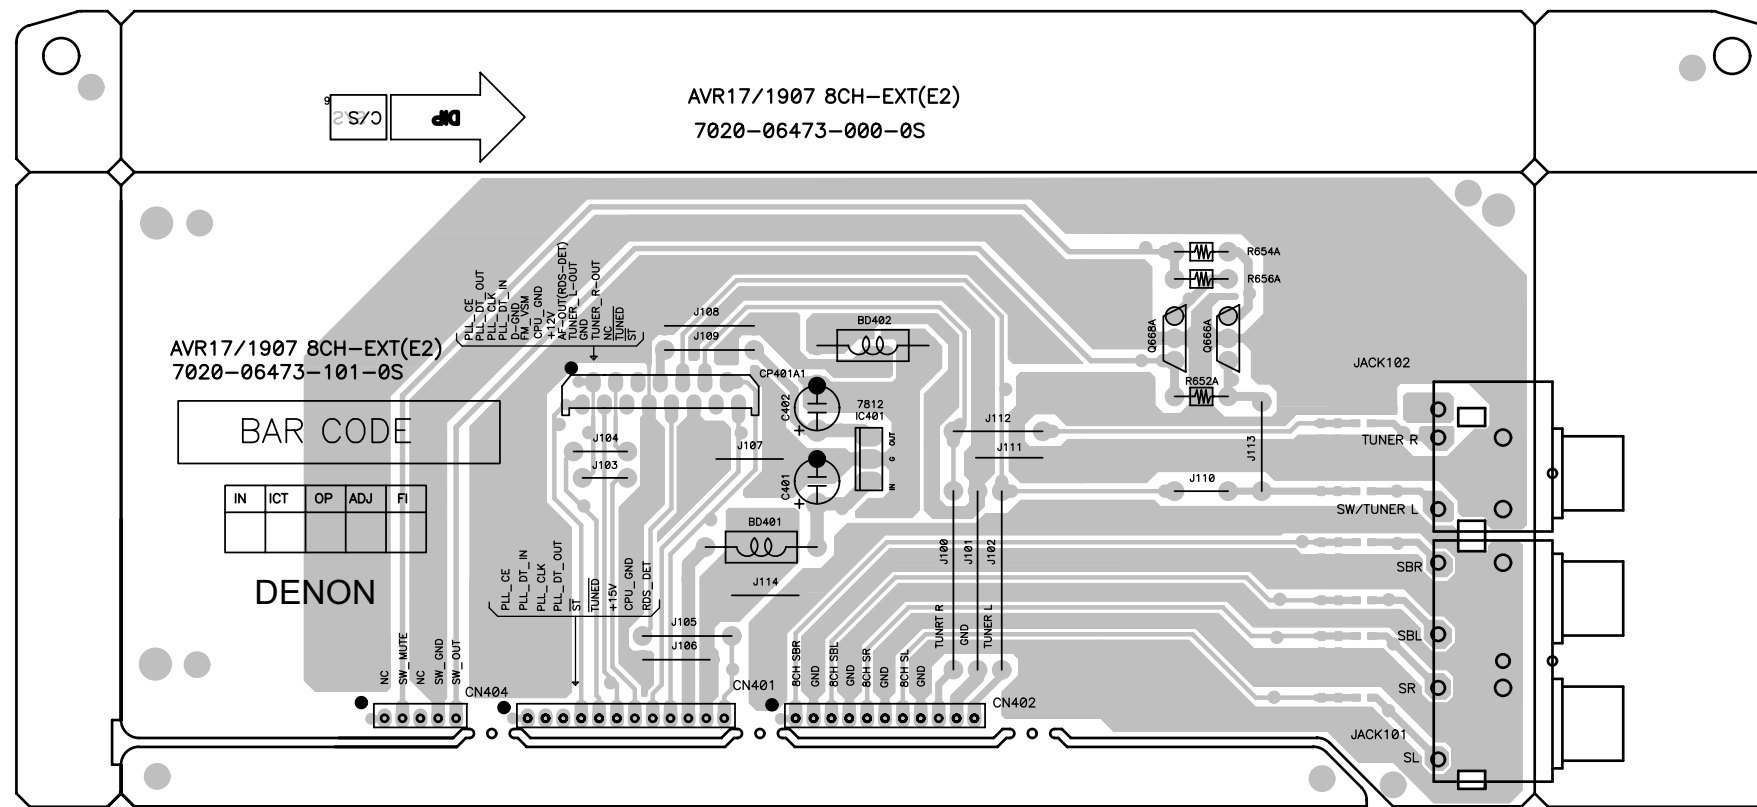 AVR17/1907 8CH-EXT(E2)
7020-06473-000-0S
C/S
DIP
PLL_CE
PLL_DT_OUT
PLL_CLK
PLL_DT_IN
D-GND
FM_VSM
CPU_GND
+12V
AF-OUT(RDS-DET)
TUNER_L-OUT
GND
TUNER_R-OUT
NC
TUNED
ST
J108
J109
BD402
R654A
R656A
Q668A
Q666A
R652A
AVR17/1907 8CH-EXT(E2)
7020-06473-101-0S
BAR CODE
IN ICT OP ADJ FI
DENON
CP401A1
C402
7812
IC401
OUT
G
IN
C401
J104
J103
J107
J112
J111
J113
J110
JACK102
TUNER R
SW/TUNER L
BD401
J114
J100
J101
J102
PLL_CE
PLL_DT_IN
PLL_CLK
PLL_DT_OUT
ST
TUNED
+15V
CPU_GND
RDS_DET
J105
J106
TUNRT R
GND
TUNER L
SBR
SBL
SR
JACK101
SL
NC
SW_MUTE
NC
SW_GND
SW_OUT
CN404
CN401
8CH SBR
GND
8CH SBL
GND
8CH SR
GND
8CH SL
GND
CN402